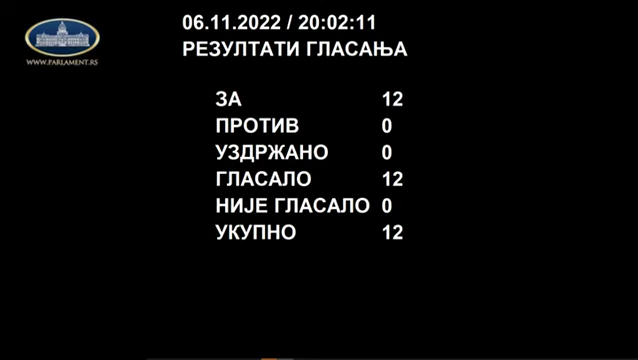 06.11.2022 / 20:02:11
РЕЗУЛТАТИ ГЛАСАЊА
WWW.PARLAMENT.RS
ЗА 12
ПРОТИВ 0
УЗДРЖАНО 0
ГЛАСАЛО 12
НИЈЕ ГЛАСАЛО 0
УКУПНО 12